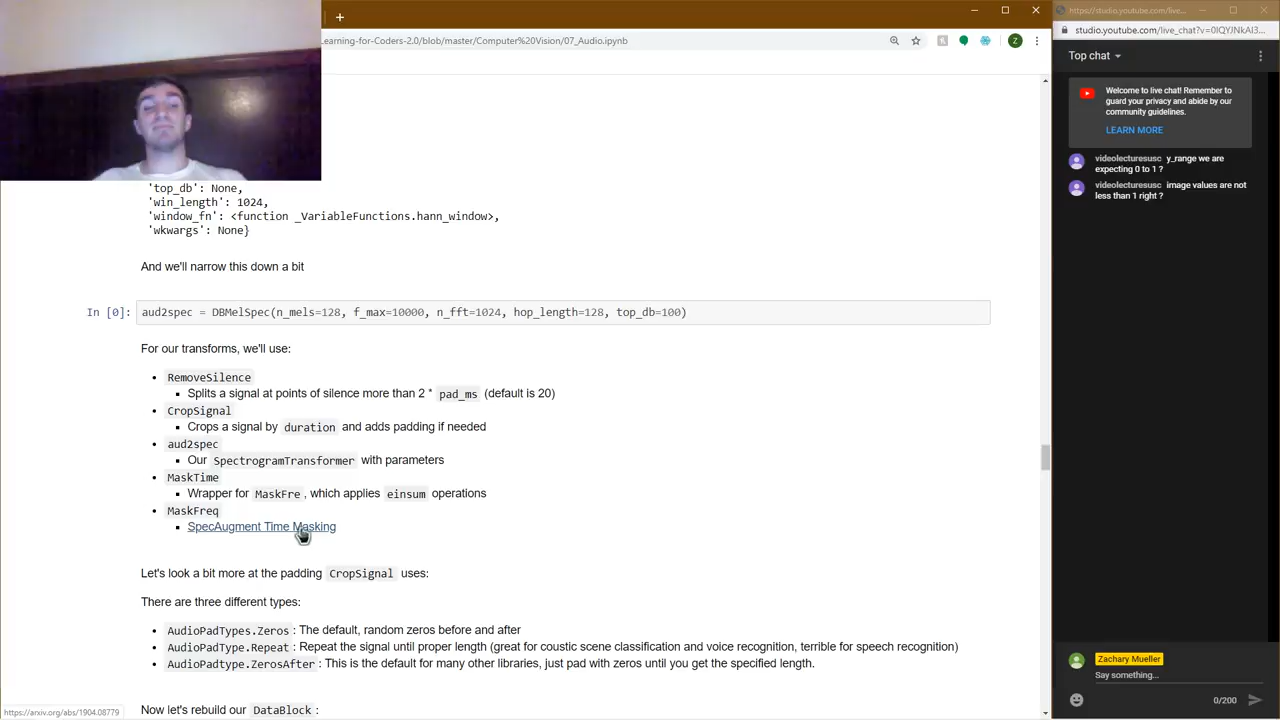 https://studio.youtube.com/live_...
Learning-for-Coders-2.0/blob/master/Computer%20Vision/07_Audio.ipynb
studio.youtube.com/live_chat?v=0IQYJNkAI3...
Top chat
Welcome to live chat! Remember to
guard your privacy and abide by our
community guidelines.
LEARN MORE
videolecturesusc y_range we are
expecting 0 to 1 ?
videolecturesusc image values are not
less than 1 right ?
'top_db': None,
'win_length': 1024,
'window_fn': <function _VariableFunctions.hann_window>,
'wkwargs': None}
And we'll narrow this down a bit
In [0]: aud2spec = DBMelSpec(n_mels=128, f_max=10000, n_fft=1024, hop_length=128, top_db=100)
For our transforms, we'll use:
• RemoveSilence
▪ Splits a signal at points of silence more than 2 * pad_ms (default is 20)
• CropSignal
▪ Crops a signal by duration and adds padding if needed
• aud2spec
▪ Our SpectrogramTransformer with parameters
• MaskTime
▪ Wrapper for MaskFre , which applies einsum operations
• MaskFreq
▪ SpecAugment Time Masking
Let's look a bit more at the padding CropSignal uses:
There are three different types:
• AudioPadTypes.Zeros : The default, random zeros before and after
• AudioPadType.Repeat : Repeat the signal until proper length (great for coustic scene classification and voice recognition, terrible for speech recognition)
• AudioPadtype.ZerosAfter : This is the default for many other libraries, just pad with zeros until you get the specified length.
Now let's rebuild our DataBlock :
https://arxiv.org/abs/1904.08779
Zachary Mueller
Say something...
0/200